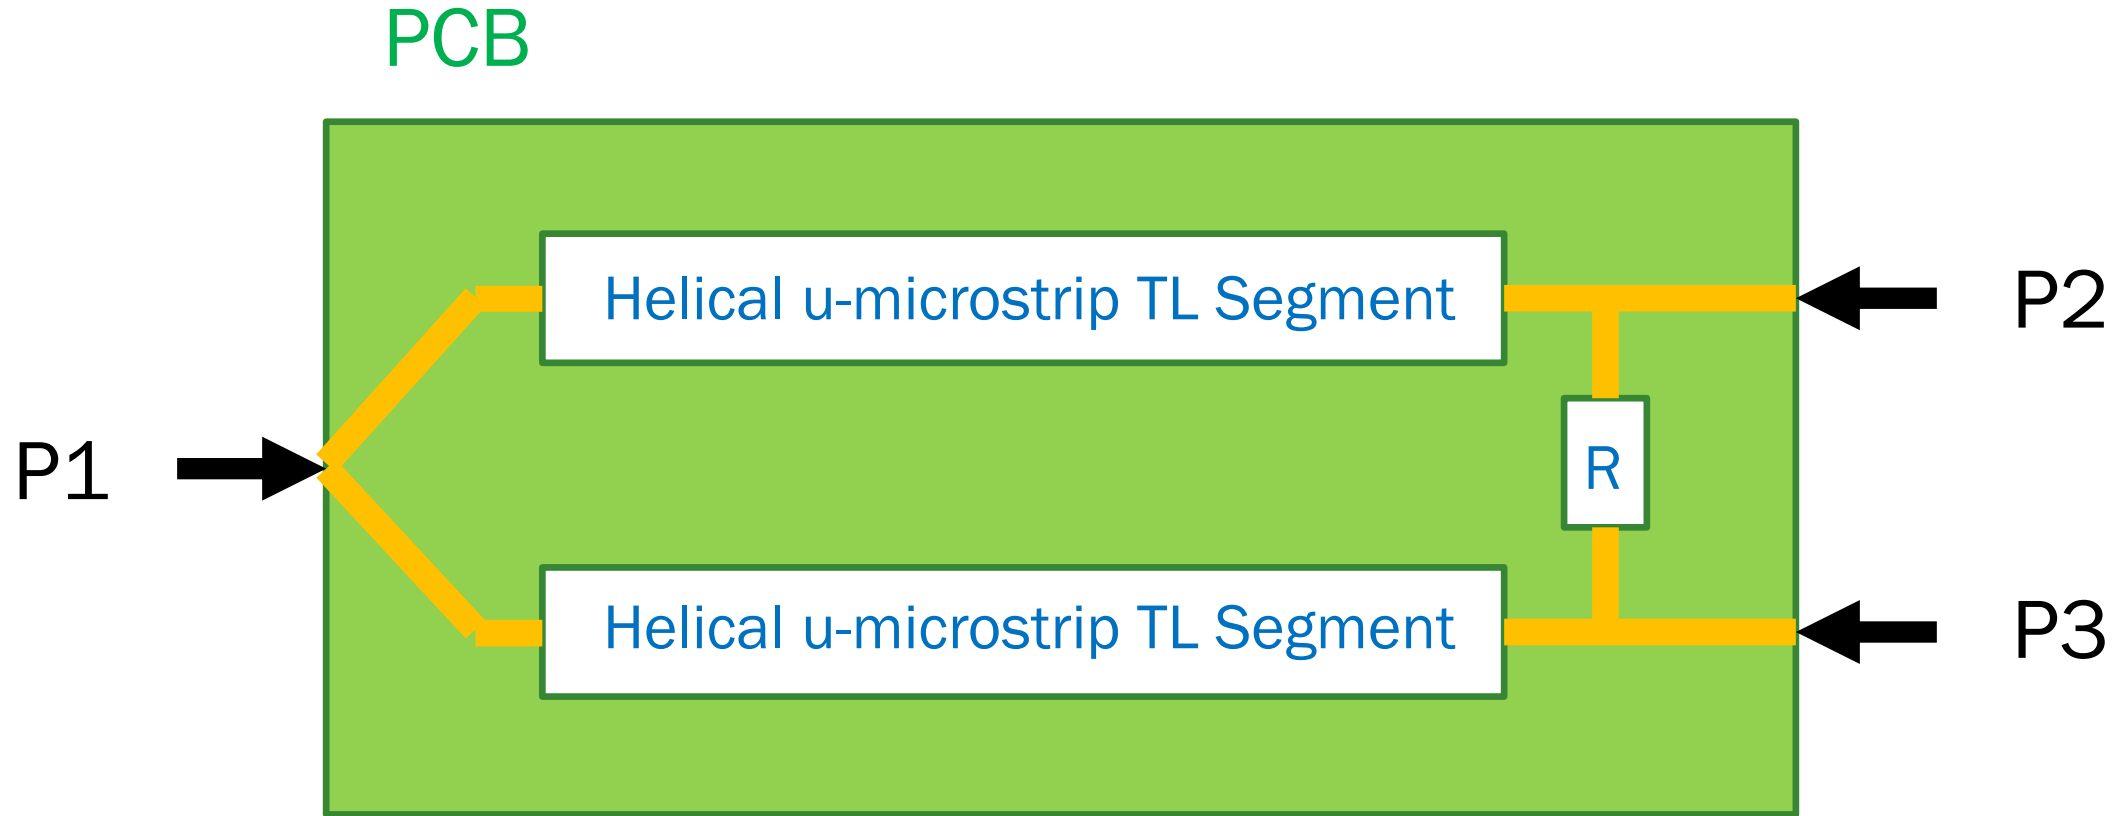 PCB
Helical u-microstrip TL Segment
P2
P1
R
Helical u-microstrip TL Segment
P3